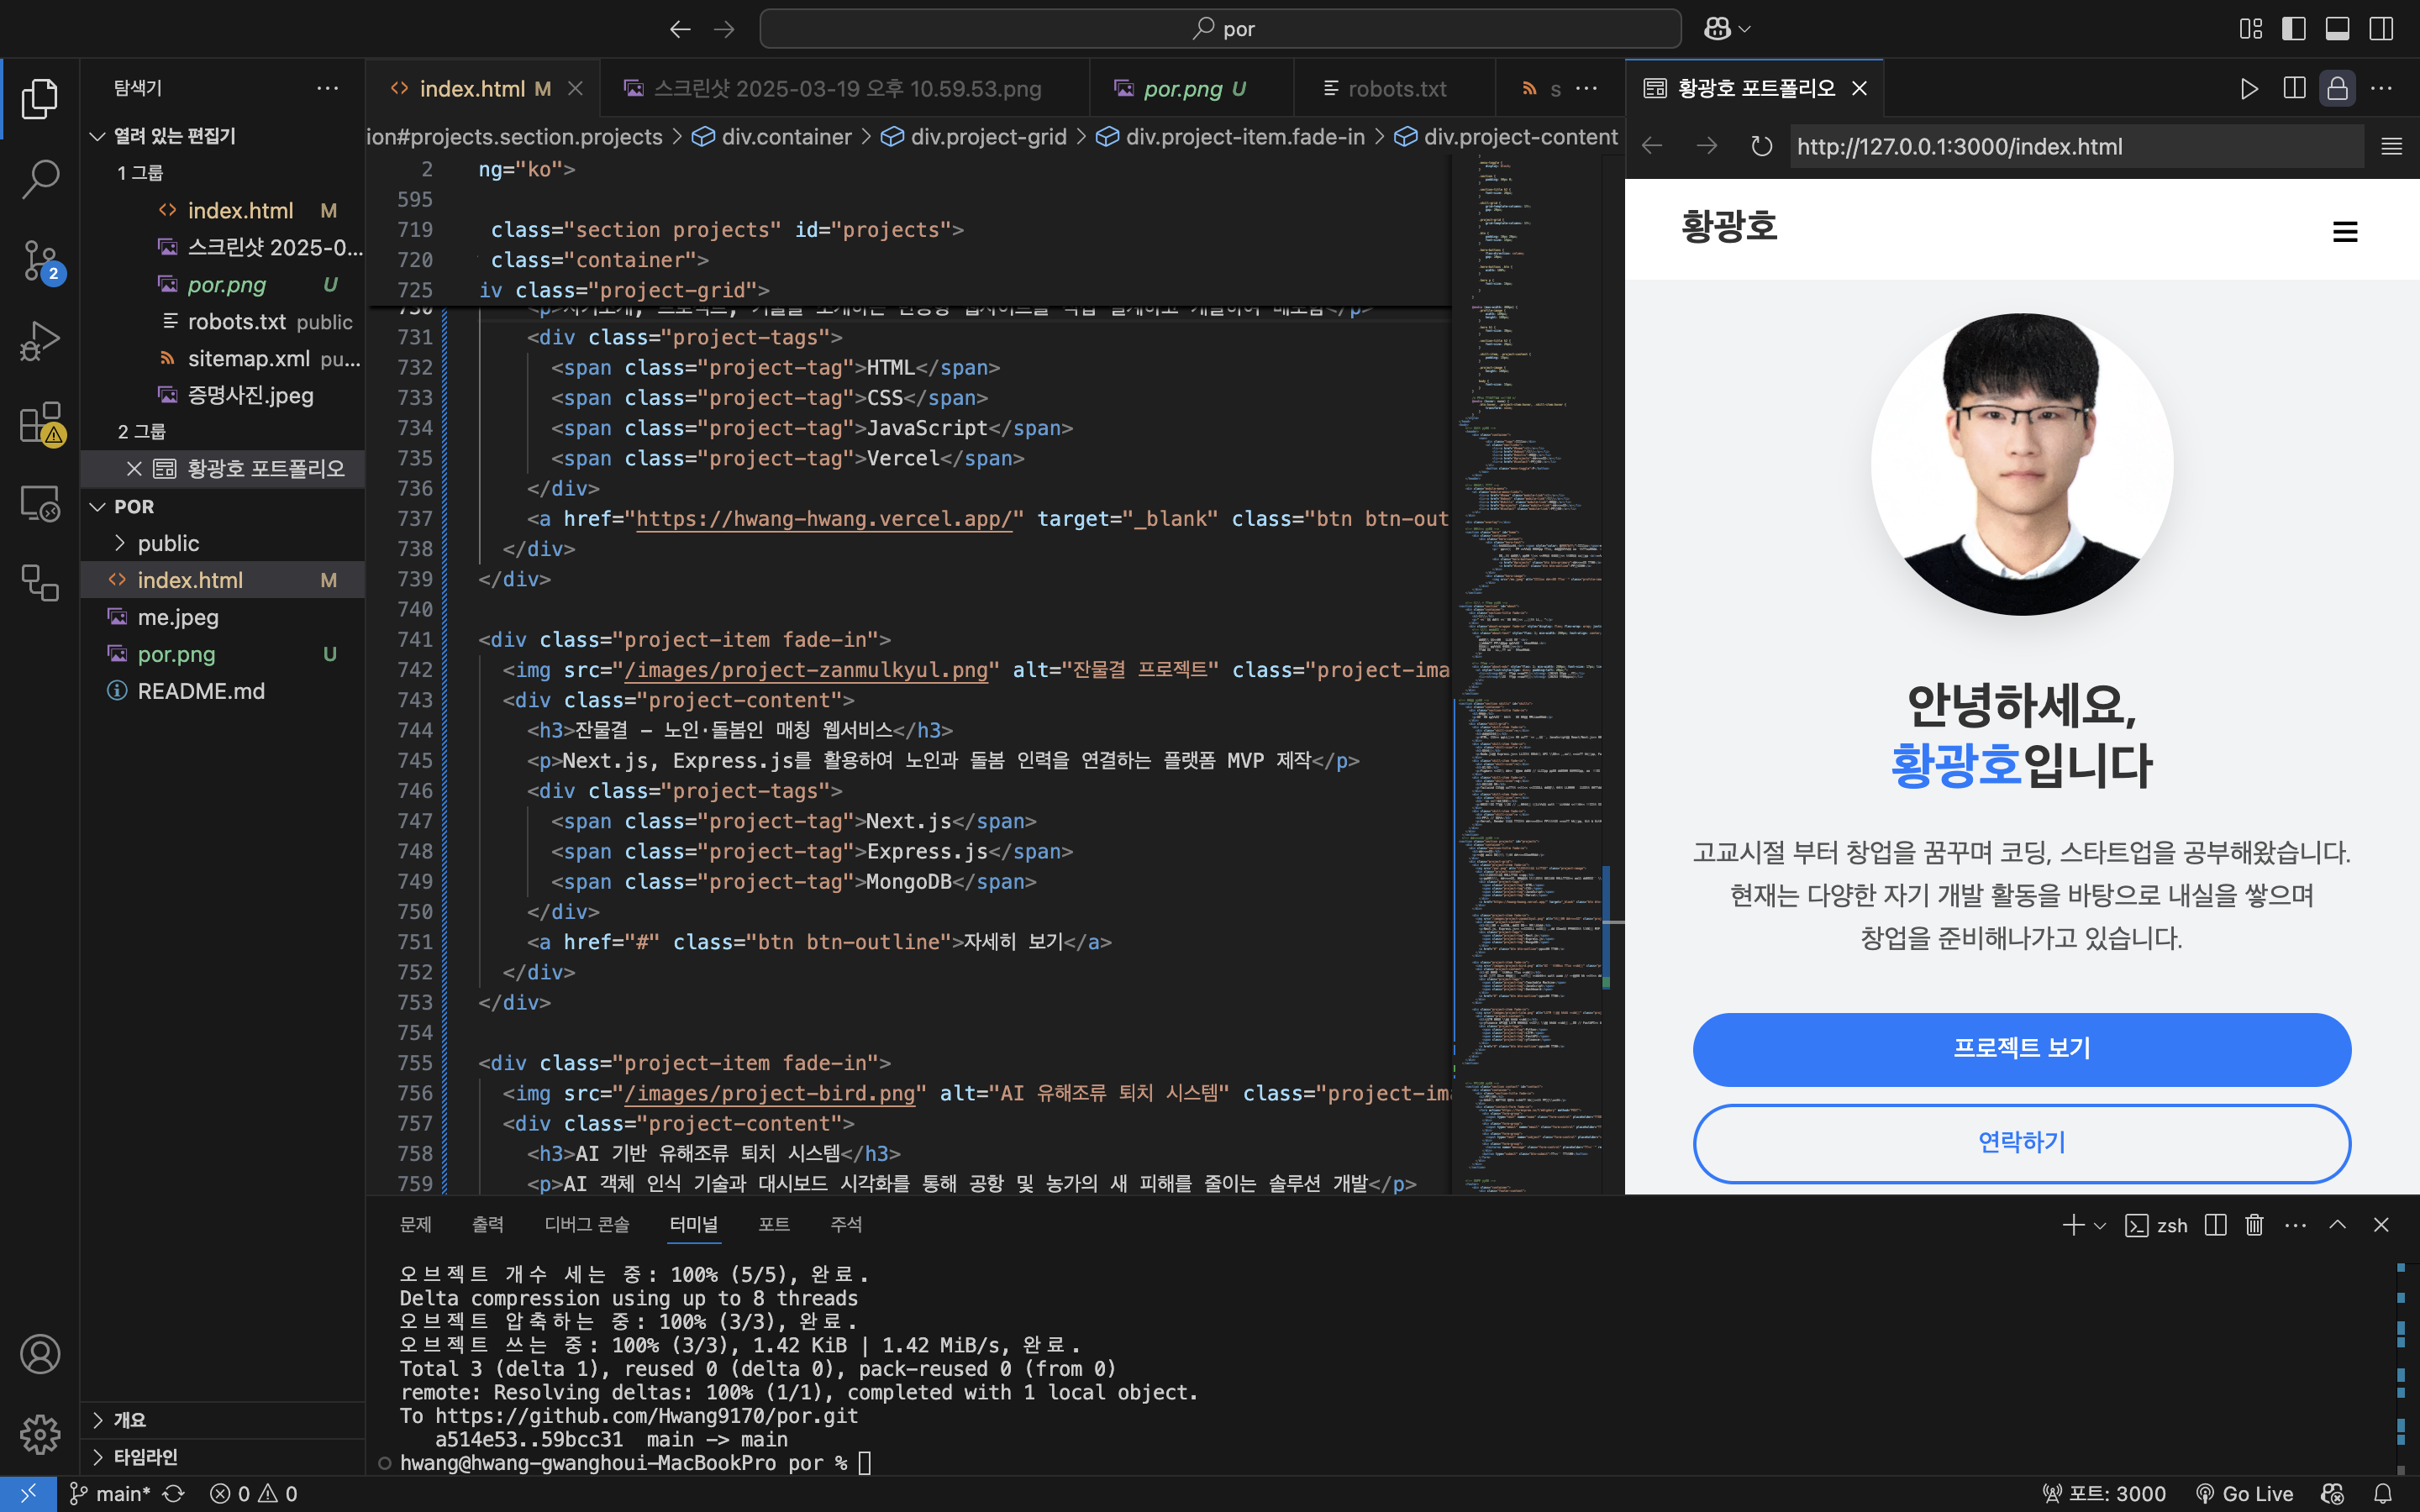 por
탐색기
열려 있는 편집기
1 그룹
index.html M
스크린샷 2025-0...
por.png U
robots.txt public
sitemap.xml pu...
증명사진.jpeg
2 그룹
황광호 포트폴리오
POR
public
index.html M
me.jpeg
por.png U
README.md
개요
타임라인
2
index.html M
스크린샷 2025-03-19 오후 10.59.53.png
por.png U
robots.txt
s
ion#projects.section.projects > div.container > div.project-grid > div.project-item.fade-in > div.project-content
2 ng="ko">
595
719 class="section projects" id="projects">
720 class="container">
725 iv class="project-grid">
731 <div class="project-tags">
732 <span class="project-tag">HTML</span>
733 <span class="project-tag">CSS</span>
734 <span class="project-tag">JavaScript</span>
735 <span class="project-tag">Vercel</span>
736 </div>
737 <a href="https://hwang-hwang.vercel.app/" target="_blank" class="btn btn-out
738 </div>
739 </div>
740
741 <div class="project-item fade-in">
742 <img src="/images/project-zanmulkyul.png" alt="잔물결 프로젝트" class="project-ima
743 <div class="project-content">
744 <h3>잔물결 – 노인·돌봄인 매칭 웹서비스</h3>
745 <p>Next.js, Express.js를 활용하여 노인과 돌봄 인력을 연결하는 플랫폼 MVP 제작</p>
746 <div class="project-tags">
747 <span class="project-tag">Next.js</span>
748 <span class="project-tag">Express.js</span>
749 <span class="project-tag">MongoDB</span>
750 </div>
751 <a href="#" class="btn btn-outline">자세히 보기</a>
752 </div>
753 </div>
754
755 <div class="project-item fade-in">
756 <img src="/images/project-bird.png" alt="AI 유해조류 퇴치 시스템" class="project-ima
757 <div class="project-content">
758 <h3>AI 기반 유해조류 퇴치 시스템</h3>
759 <p>AI 객체 인식 기술과 대시보드 시각화를 통해 공항 및 농가의 새 피해를 줄이는 솔루션 개발</p>
황광호 포트폴리오
http://127.0.0.1:3000/index.html
황광호
안녕하세요,
황광호입니다
고교시절 부터 창업을 꿈꾸며 코딩, 스타트업을 공부해왔습니다.
현재는 다양한 자기 개발 활동을 바탕으로 내실을 쌓으며
창업을 준비해나가고 있습니다.
프로젝트 보기
연락하기
문제 출력 디버그 콘솔 터미널 포트 주석
zsh
오브젝트 개수 세는 중: 100% (5/5), 완료.
Delta compression using up to 8 threads
오브젝트 압축하는 중: 100% (3/3), 완료.
오브젝트 쓰는 중: 100% (3/3), 1.42 KiB | 1.42 MiB/s, 완료.
Total 3 (delta 1), reused 0 (delta 0), pack-reused 0 (from 0)
remote: Resolving deltas: 100% (1/1), completed with 1 local object.
To https://github.com/Hwang9170/por.git
a514e53..59bcc31 main -> main
hwang@hwang-gwanghoui-MacBookPro por %
main* 0 0
포트: 3000 Go Live